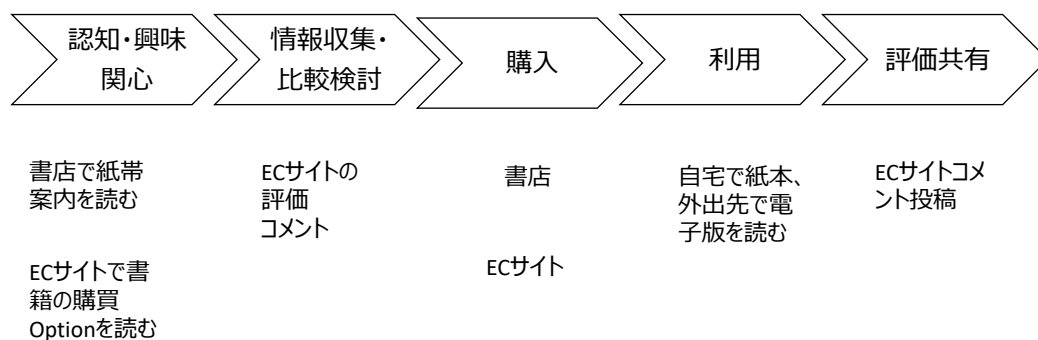 認知・興味
関心
情報収集・
比較検討
購入
利用
評価共有
書店で紙帯
案内を読む
ECサイトで書
籍の購買
Optionを読む
ECサイトの
評価
コメント
書店
ECサイト
自宅で紙本、
外出先で電
子版を読む
ECサイトコメ
ント投稿